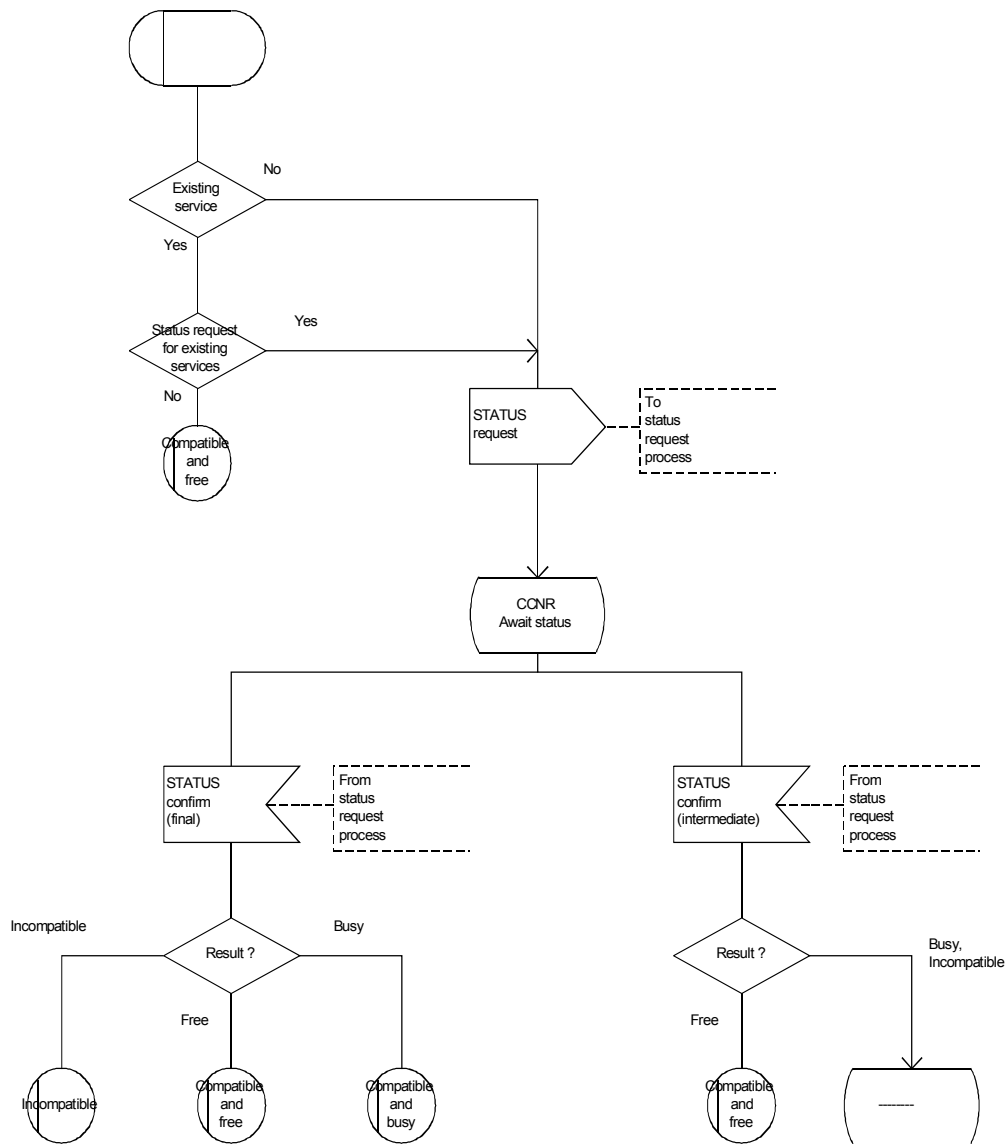 No
Existing
service
Yes
Status request
for existing
services
Yes
No
Compatible
and
free
STATUS
request
To
status
request
process
CCNR
Await status
STATUS
confirm
(final)
From
status
request
process
STATUS
confirm
(intermediate)
From
status
request
process
Incompatible
Result ?
Busy
Free
Result ?
Busy,
Incompatible
Free
Incompatible
Compatible
and
free
Compatible
and
busy
Compatible
and
free
--------